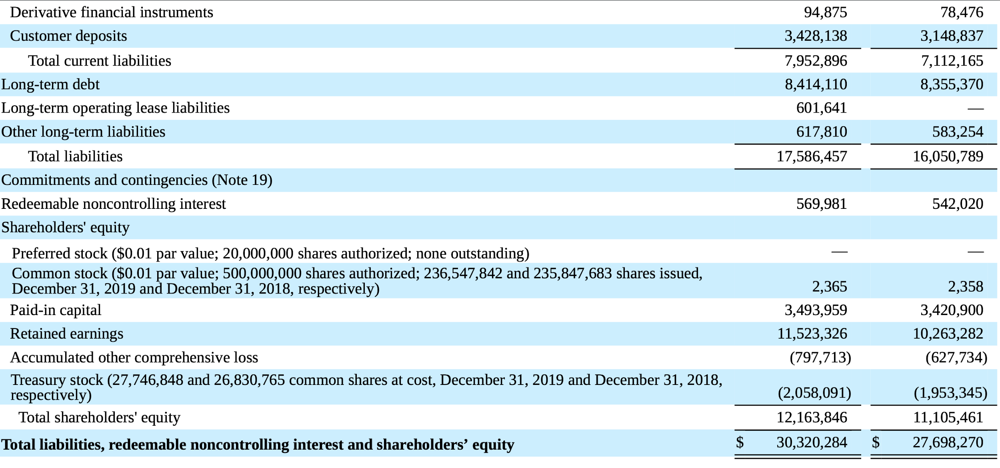 Derivative financial instruments 94,875 78,476
Customer deposits 3,428,138 3,148,837
Total current liabilities 7,952,896 7,112,165
Long-term debt 8,414,110 8,355,370
Long-term operating lease liabilities 601,641 —
Other long-term liabilities 617,810 583,254
Total liabilities 17,586,457 16,050,789
Commitments and contingencies (Note 19)
Redeemable noncontrolling interest 569,981 542,020
Shareholders' equity
Preferred stock ($0.01 par value; 20,000,000 shares authorized; none outstanding) — —
Common stock ($0.01 par value; 500,000,000 shares authorized; 236,547,842 and 235,847,683 shares issued,
December 31, 2019 and December 31, 2018, respectively) 2,365 2,358
Paid-in capital 3,493,959 3,420,900
Retained earnings 11,523,326 10,263,282
Accumulated other comprehensive loss (797,713) (627,734)
Treasury stock (27,746,848 and 26,830,765 common shares at cost, December 31, 2019 and December 31, 2018,
respectively) (2,058,091) (1,953,345)
Total shareholders' equity 12,163,846 11,105,461
Total liabilities, redeemable noncontrolling interest and shareholders’ equity $ 30,320,284 $ 27,698,270